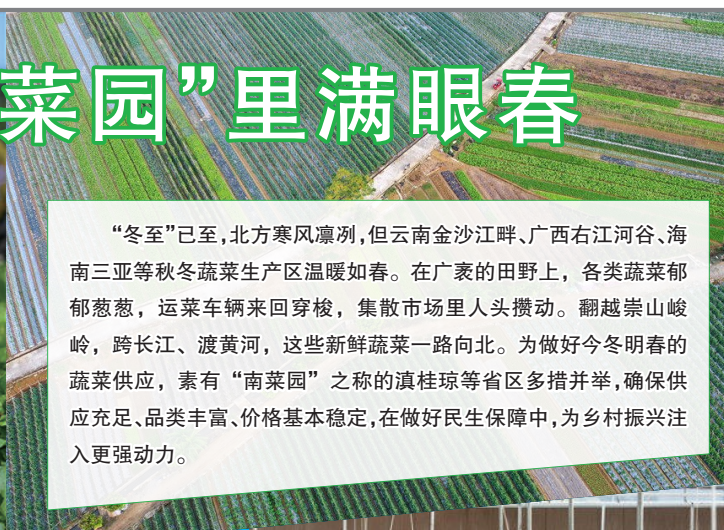 菜园”里满眼春
“冬至”已至,北方寒风凛冽,但云南金沙江畔、广西右江河谷、海
南三亚等秋冬蔬菜生产区温暖如春。在广袤的田野上，各类蔬菜郁
郁葱葱，运菜车辆来回穿梭，集散市场里人头攒动。翻越崇山峻
岭，跨长江、渡黄河，这些新鲜蔬菜一路向北。为做好今冬明春的
蔬菜供应，素有“南菜园”之称的滇桂琼等省区多措并举,确保供
应充足、品类丰富、价格基本稳定,在做好民生保障中,为乡村振兴注
入更强动力。